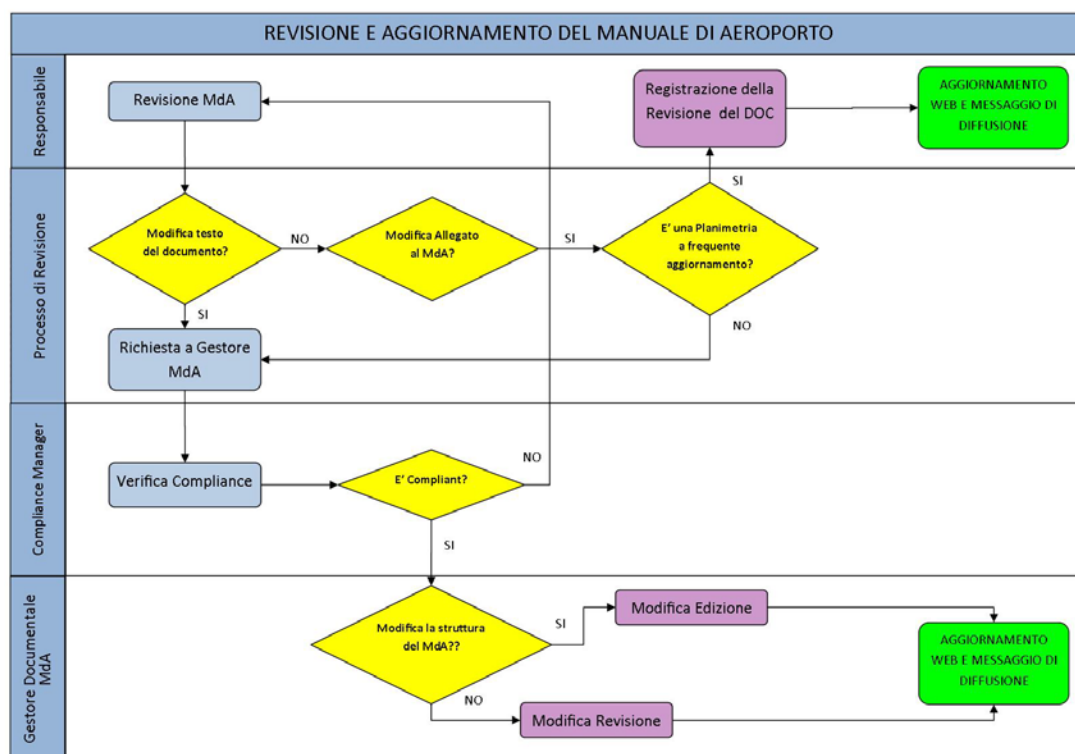 REVISIONE E AGGIORNAMENTO DEL MANUALE DI AEROPORTO
Responsabile
Revisione MdA
Registrazione della
Revisione del DOC
AGGIORNAMENTO
WEB E MESSAGGIO DI
DIFFUSIONE
SI
Processo di Revisione
Modifica testo
del documento?
NO
Modifica Allegato
al MdA?
SI
E' una Planimetria
a frequente
aggiornamento?
SI
NO
Richiesta a Gestore
MdA
Compliance Manager
Verifica Compliance
E' Compliant?
NO
SI
Gestore Documentale
MdA
Modifica la struttura
del MdA??
SI
Modifica Edizione
NO
Modifica Revisione
AGGIORNAMENTO
WEB E MESSAGGIO DI
DIFFUSIONE